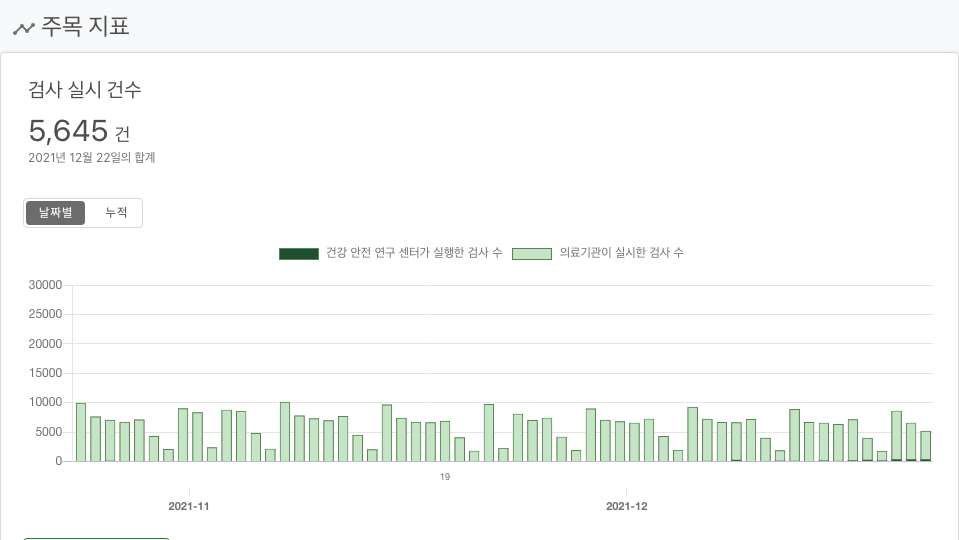 주목 지표
검사 실시 건수
5,645 건
2021년 12월 22일의 합계
날짜별 누적
건강 안전 연구 센터가 실행한 검사 수 의료기관이 실시한 검사 수
30000
25000
20000
15000
10000
5000
0
19
2021-11 2021-12